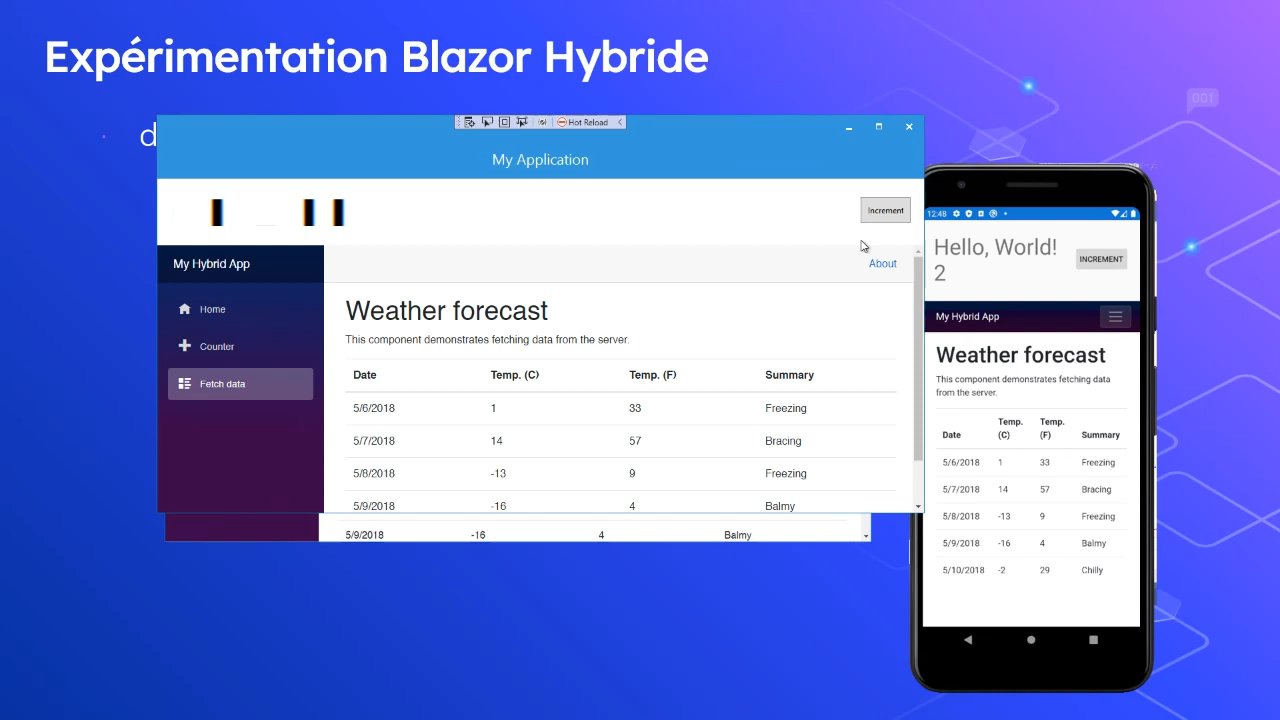 Expérimentation Blazor Hybride
001
d
Hot Reload
My Application
Increment
My Hybrid App
About
Home
Counter
Fetch data
Weather forecast
This component demonstrates fetching data from the server.
Date Temp. (C) Temp. (F) Summary
5/6/2018 1 33 Freezing
5/7/2018 14 57 Bracing
5/8/2018 -13 9 Freezing
5/9/2018 -16 4 Balmy
5/9/2018 -16 4 Balmy
12:48
Hello, World!
2
INCREMENT
My Hybrid App
Weather forecast
This component demonstrates fetching data
from the server.
Date Temp. (C) Temp. (F) Summary
5/6/2018 1 33 Freezing
5/7/2018 14 57 Bracing
5/8/2018 -13 9 Freezing
5/9/2018 -16 4 Balmy
5/10/2018 -2 29 Chilly